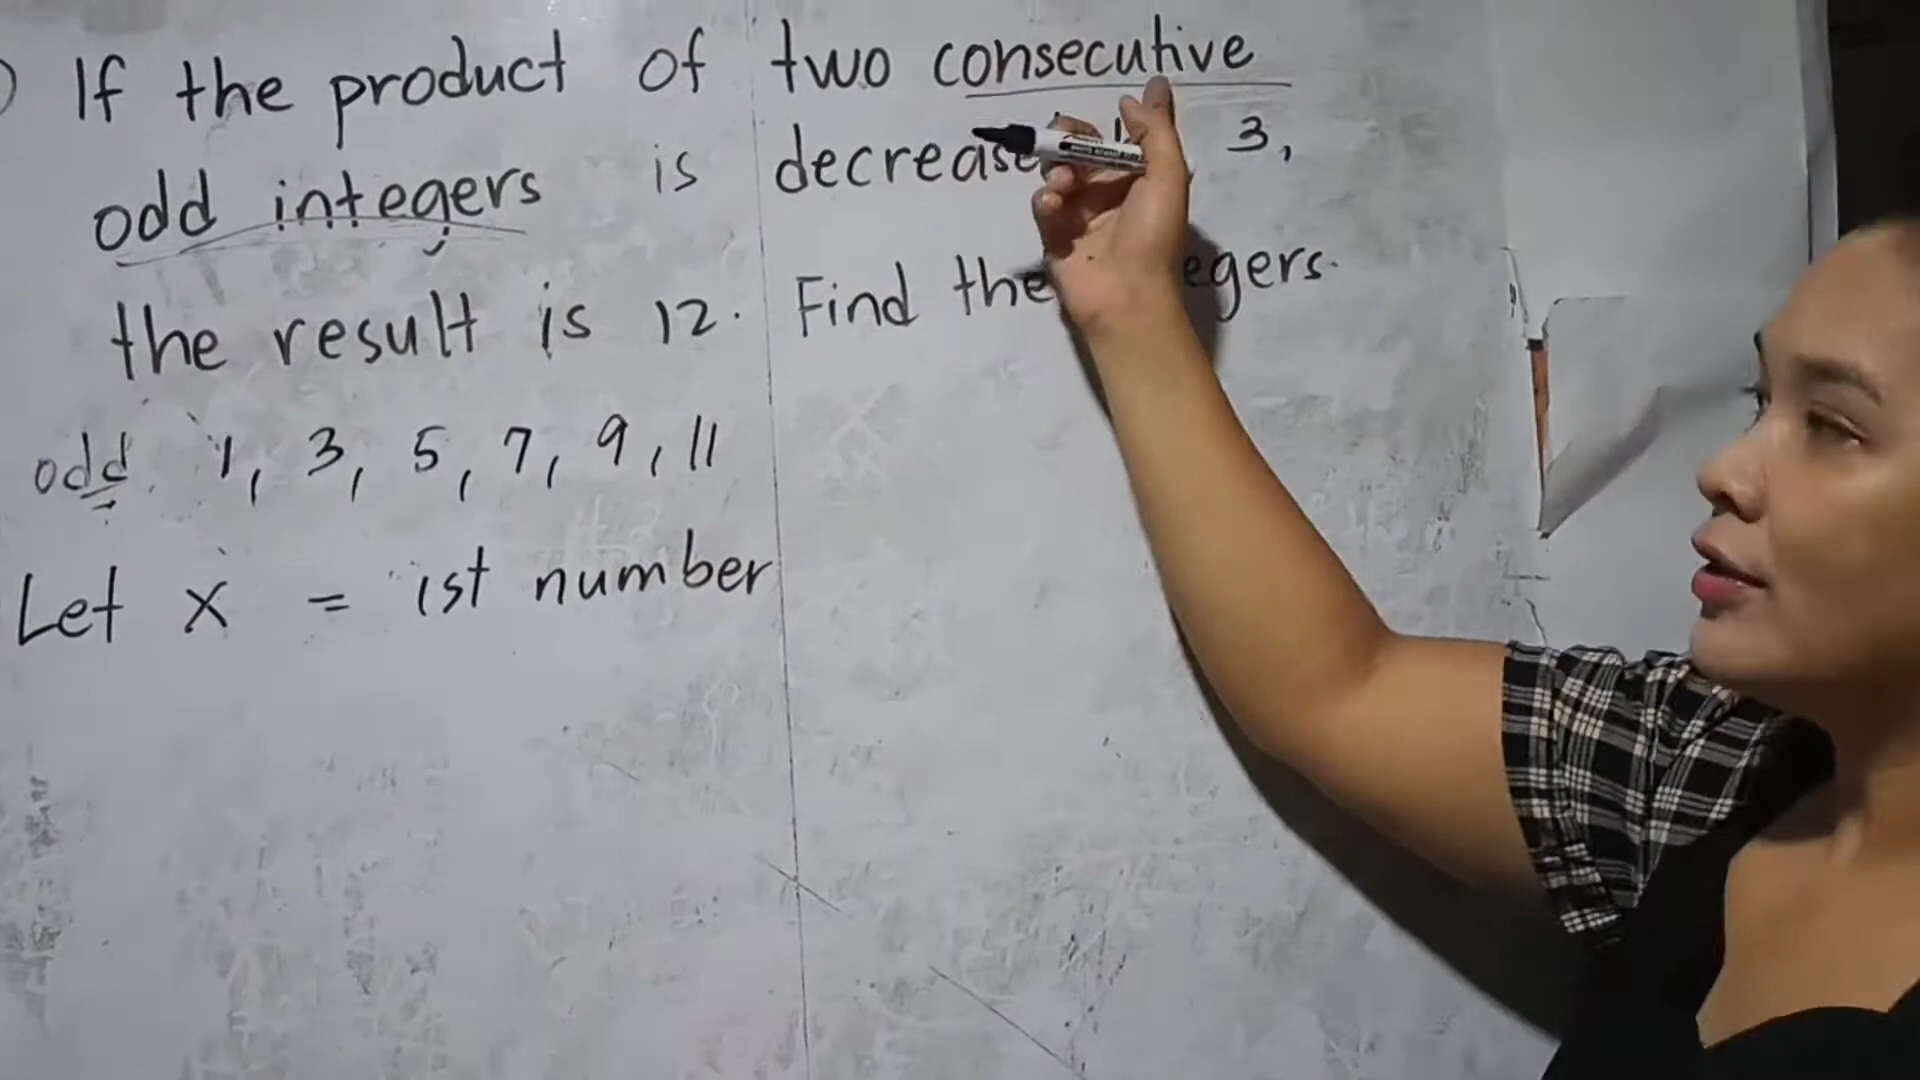 ) If the product of two consecutive
odd integers is decrease 3,
the result is 12. Find the egers.
odd 1, 3, 5, 7, 9, 11
Let x = 1st number